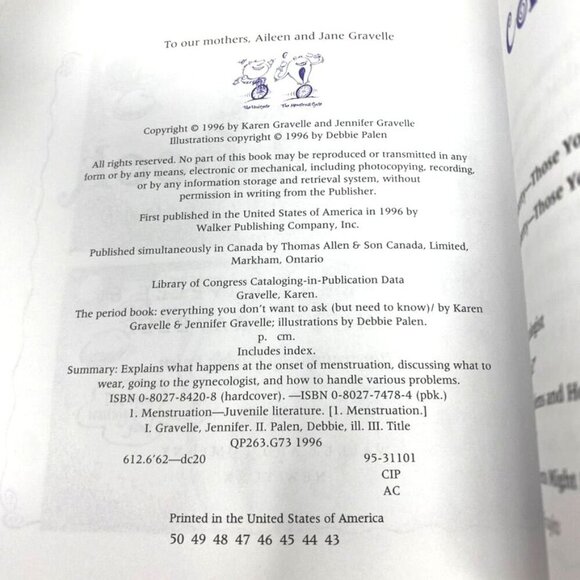 To our mothers, Aileen and Jane Gravelle
The Unicycle The Menstrual Cycle
Copyright © 1996 by Karen Gravelle and Jennifer Gravelle
Illustrations copyright © 1996 by Debbie Palen
All rights reserved. No part of this book may be reproduced or transmitted in any
form or by any means, electronic or mechanical, including photocopying, recording,
or by any information storage and retrieval system, without
permission in writing from the Publisher.
First published in the United States of America in 1996 by
Walker Publishing Company, Inc.
Published simultaneously in Canada by Thomas Allen & Son Canada, Limited,
Markham, Ontario
Library of Congress Cataloging-in-Publication Data
Gravelle, Karen.
The period book: everything you don't want to ask (but need to know)/ by Karen
Gravelle & Jennifer Gravelle; illustrations by Debbie Palen.
p. cm.
Includes index.
Summary: Explains what happens at the onset of menstruation, discussing what to
wear, going to the gynecologist, and how to handle various problems.
ISBN 0-8027-8420-8 (hardcover). —ISBN 0-8027-7478-4 (pbk.)
1. Menstruation—Juvenile literature. [1. Menstruation.]
I. Gravelle, Jennifer. II. Palen, Debbie, ill. III. Title
QP263.G73 1996
612.6'62—dc20 95-31101
CIP
AC
Printed in the United States of America
50 49 48 47 46 45 44 43
—Those Yo
—Those Yo
Might